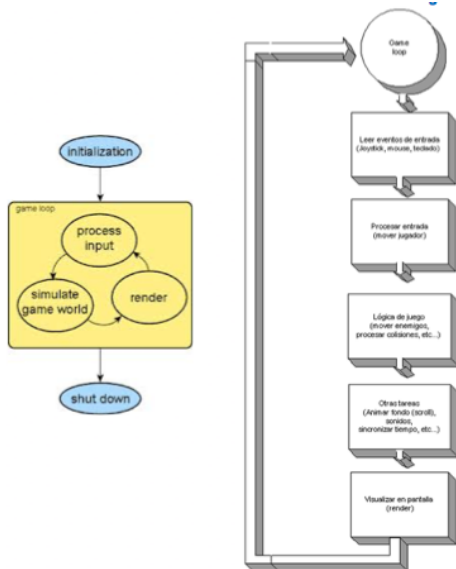 initialization
game loop
process
input
simulate
game world
render
shut down
Game
loop
Leer eventos de entrada
(Joystick, mouse, teclado)
Procesar entrada
(mover jugador)
Lógica de juego
(mover enemigos,
procesar colisiones, etc...)
Otras tareas
(Animar fondo (scroll),
sonidos,
sincronizar tiempo, etc...)
Visualizar en pantalla
(render)